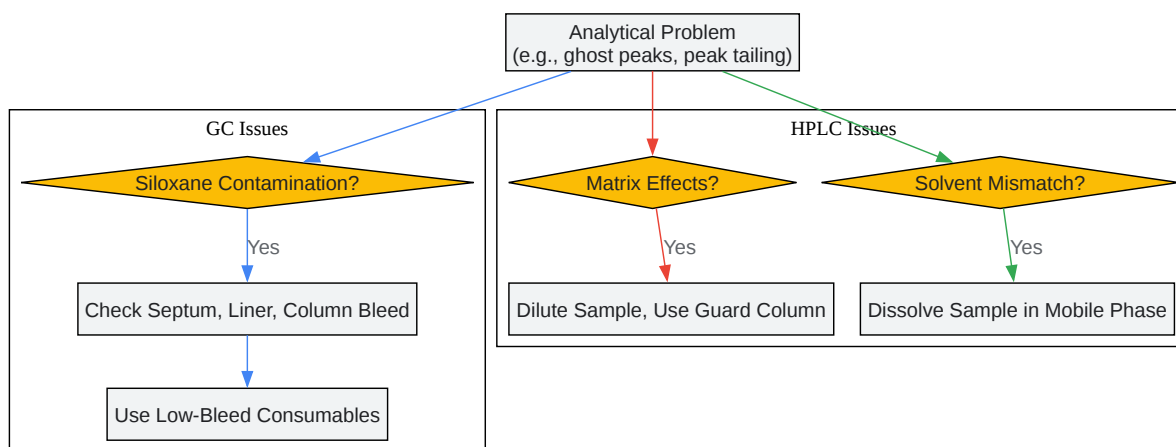 Analytical Problem
(e.g., ghost peaks, peak tailing)
GC Issues
HPLC Issues
Siloxane Contamination?
Matrix Effects?
Solvent Mismatch?
Yes
Yes
Yes
Check Septum, Liner, Column Bleed
Dilute Sample, Use Guard Column
Dissolve Sample in Mobile Phase
Use Low-Bleed Consumables